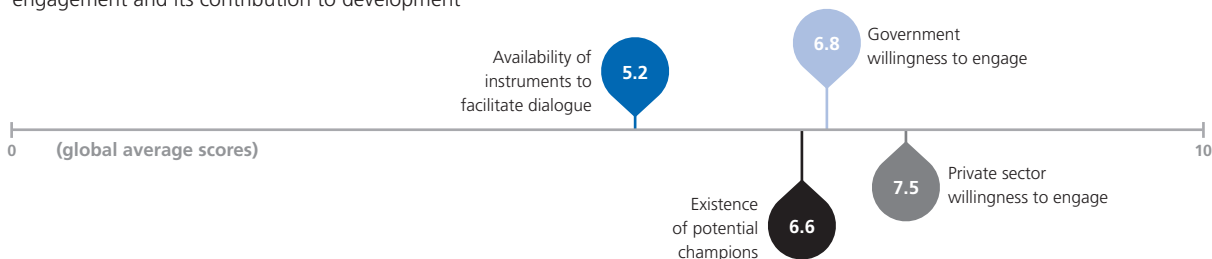 engagement and its contribution to development
Availability of
instruments to
facilitate dialogue
5.2
6.8
Government
willingness to engage
0
(global average scores)
10
Existence
of potential
champions
6.6
7.5
Private sector
willingness to engage